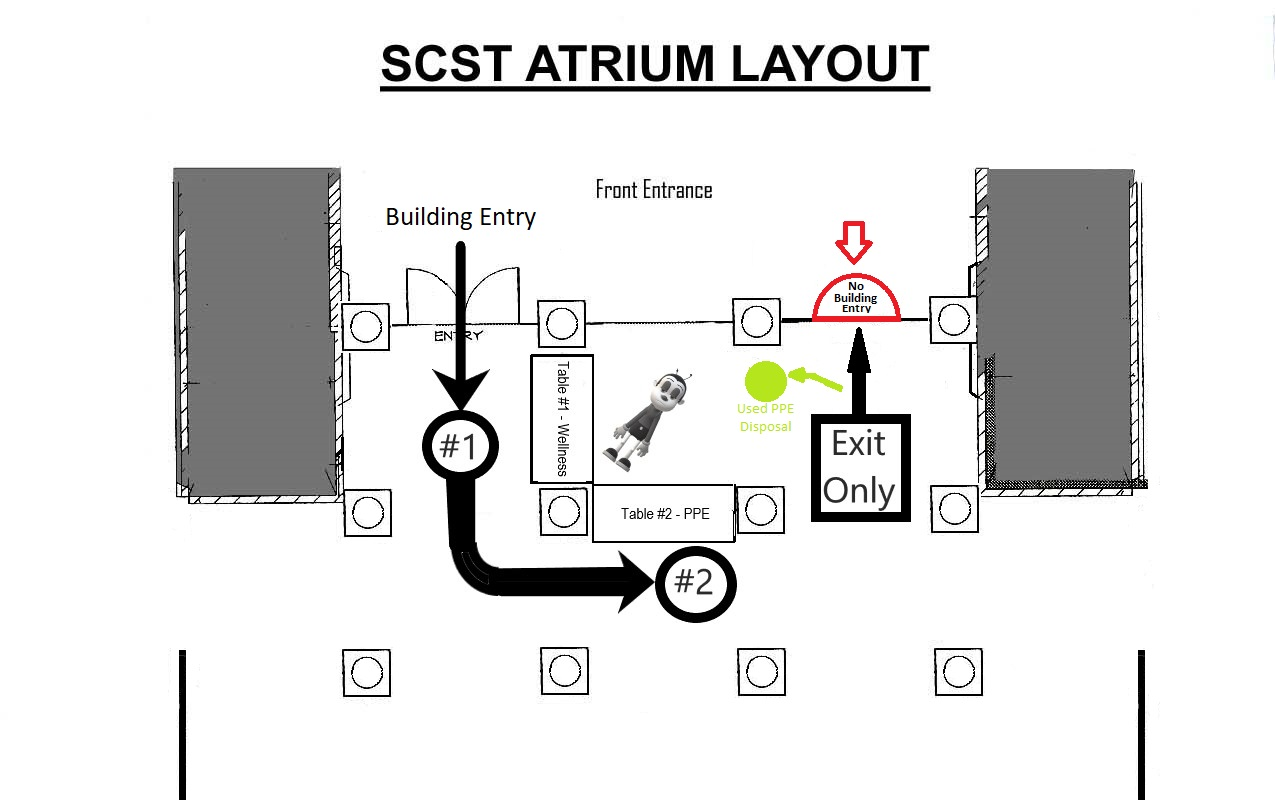 SCST ATRIUM LAYOUT
Front Entrance
Building Entry
No
Building
Entry
ENTRY
Table #1 - Wellness
Used PPE
Disposal
#1
Exit
Only
Table #2 - PPE
#2